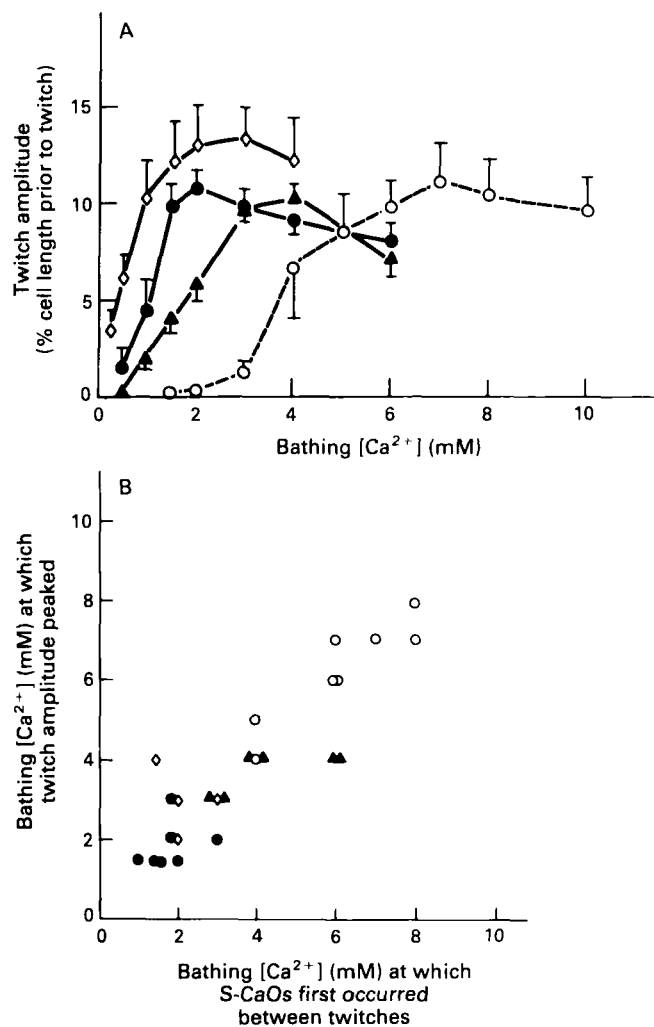 A
15
10
5
0
Twitch amplitude
(% cell length prior to twitch)
0 2 4 6 8 10
Bathing [Ca²⁺] (mM)
B
10
8
6
4
2
0
Bathing [Ca²⁺] (mM) at which
twitch amplitude peaked
0 2 4 6 8 10
Bathing [Ca²⁺] (mM) at which
S-CaOs first occurred
between twitches